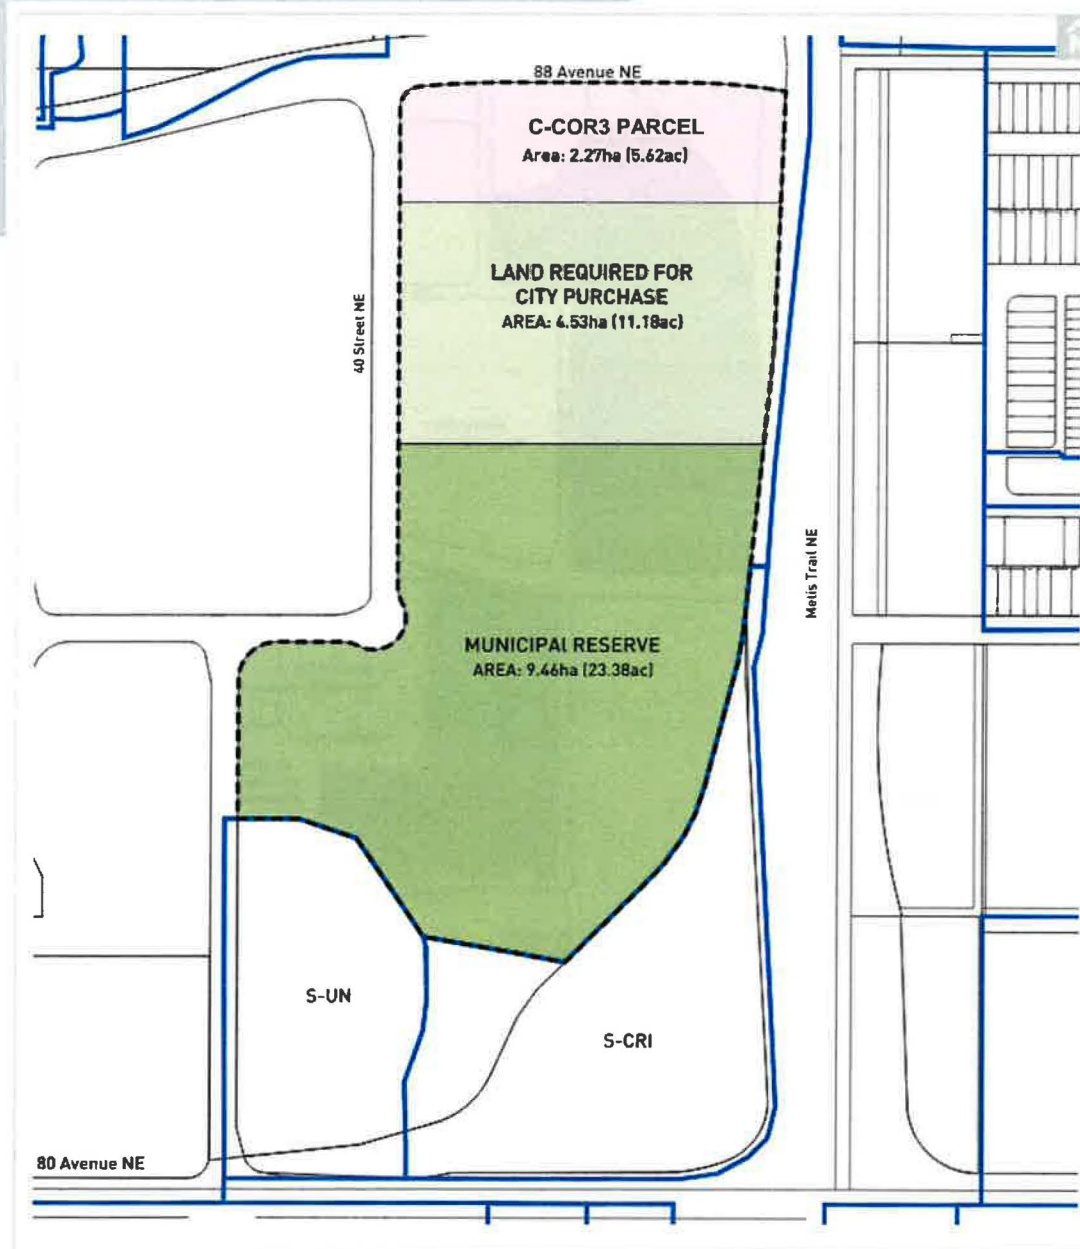 88 Avenue NE
C-COR3 PARCEL
Area: 2.27ha (5.62ac)
LAND REQUIRED FOR
CITY PURCHASE
AREA: 4.53ha (11.18ac)
40 Street NE
Metis Trail NE
MUNICIPAL RESERVE
AREA: 9.46ha (23.38ac)
S-UN
S-CRI
80 Avenue NE